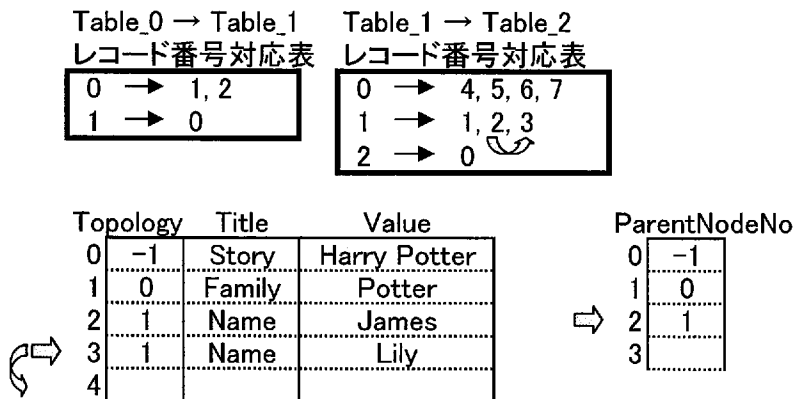 Table_0 → Table_1
レコード番号対応表
0 → 1, 2
1 → 0
Table_1 → Table_2
レコード番号対応表
0 → 4, 5, 6, 7
1 → 1, 2, 3
2 → 0
Topology Title Value
0 -1 Story Harry Potter
1 0 Family Potter
2 1 Name James
3 1 Name Lily
4
ParentNodeNo
0 -1
1 0
2 1
3